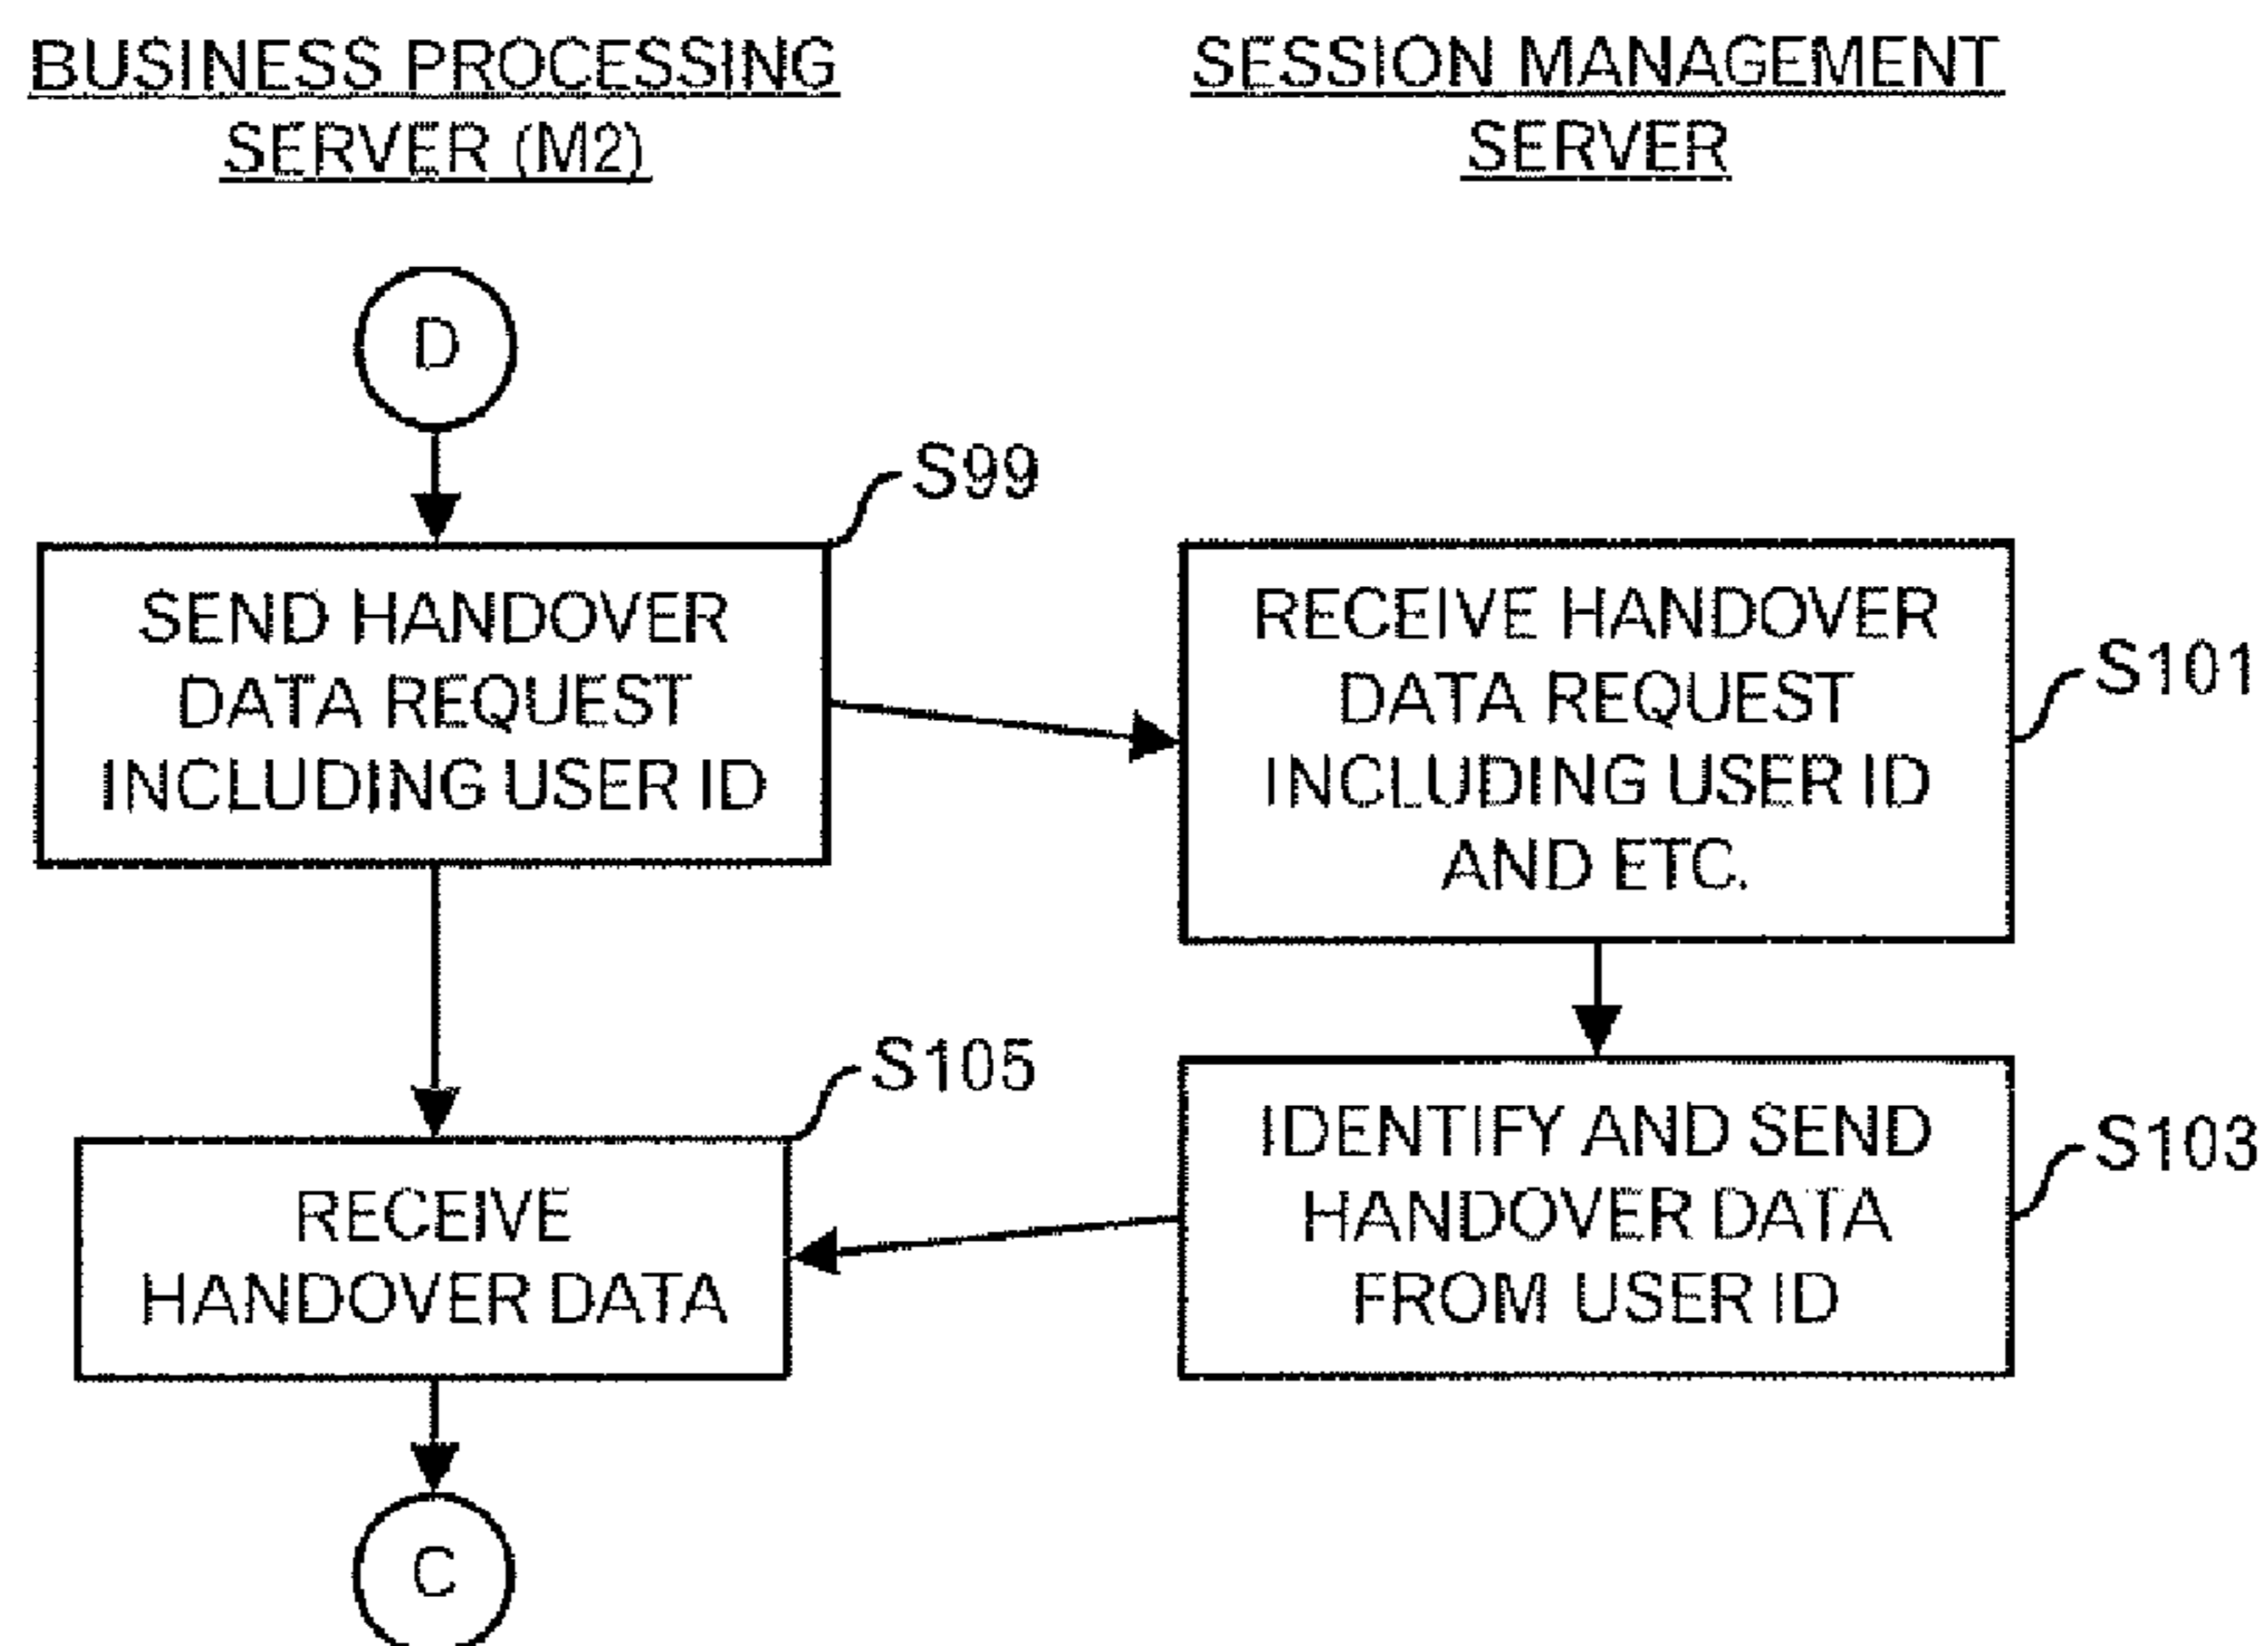 BUSINESS PROCESSING
SERVER (M2)
SESSION MANAGEMENT
SERVER
D
S99
SEND HANDOVER
DATA REQUEST
INCLUDING USER ID
RECEIVE HANDOVER
DATA REQUEST
INCLUDING USER ID
AND ETC.
S101
S105
RECEIVE
HANDOVER DATA
IDENTIFY AND SEND
HANDOVER DATA
FROM USER ID
S103
C